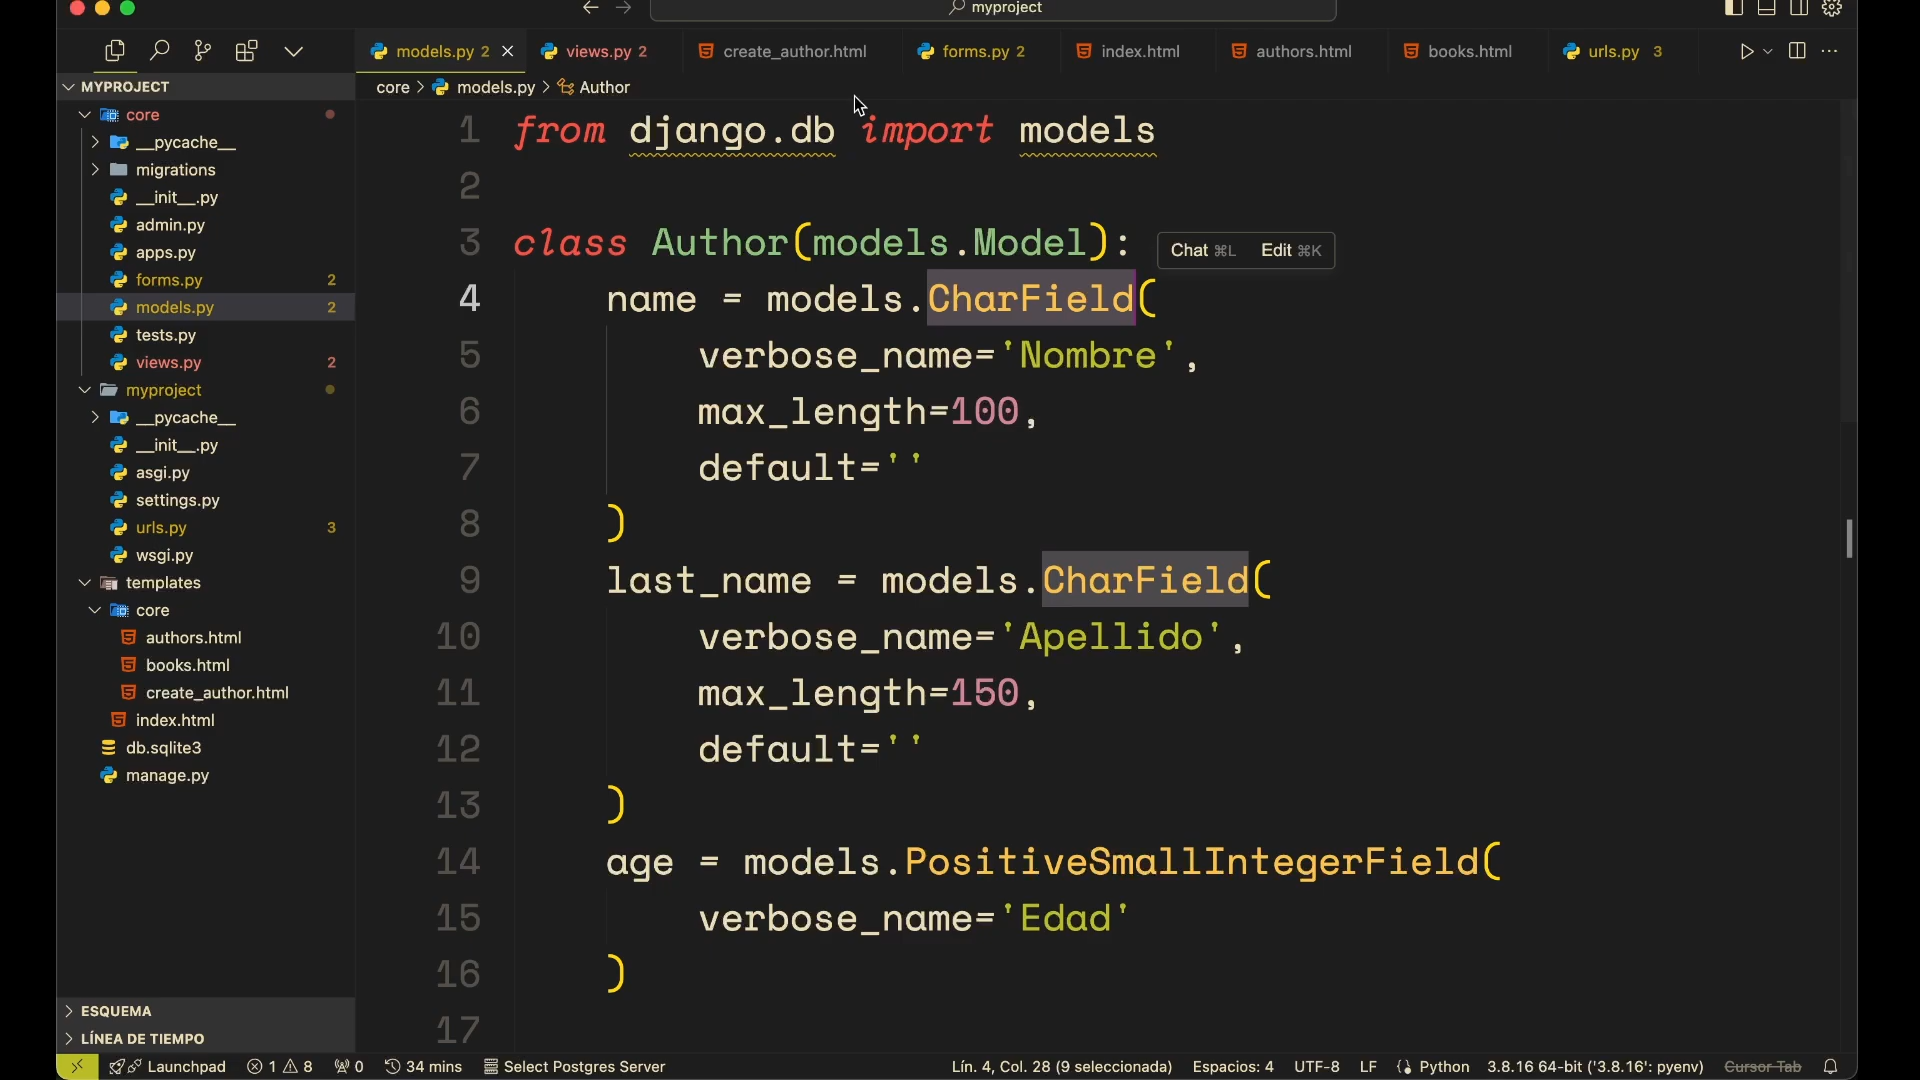 myproject
models.py 2
views.py 2
create_author.html
forms.py 2
index.html
authors.html
books.html
urls.py 3
MYPROJECT
core > models.py > Author
core
__pycache__
migrations
__init__.py
admin.py
apps.py
forms.py 2
models.py 2
tests.py
views.py 2
myproject
__pycache__
__init__.py
asgi.py
settings.py
urls.py 3
wsgi.py
templates
core
authors.html
books.html
create_author.html
index.html
db.sqlite3
manage.py
ESQUEMA
LÍNEA DE TIEMPO
1 from django.db import models
2
3 class Author(models.Model):
Chat ⌘L Edit ⌘K
4 name = models.CharField(
5 verbose_name='Nombre',
6 max_length=100,
7 default=''
8 )
9 last_name = models.CharField(
10 verbose_name='Apellido',
11 max_length=150,
12 default=''
13 )
14 age = models.PositiveSmallIntegerField(
15 verbose_name='Edad'
16 )
17
Launchpad 1 8 0 34 mins Select Postgres Server Lín. 4, Col. 28 (9 seleccionada) Espacios: 4 UTF-8 LF Python 3.8.16 64-bit ('3.8.16': pyenv) Cursor Tab